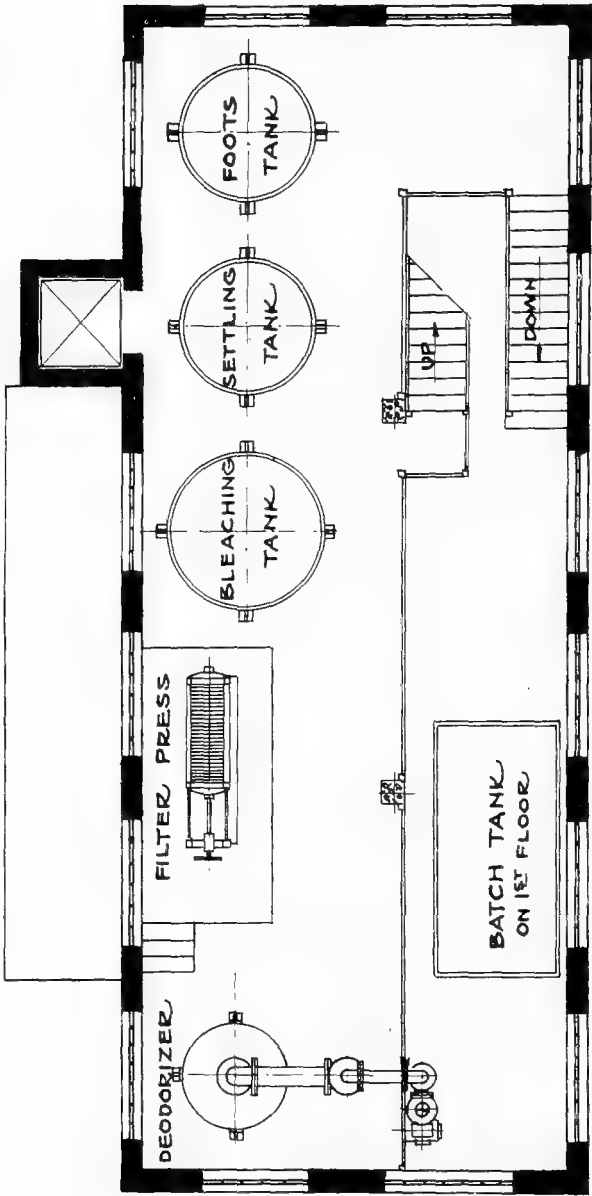 FOOTS
TANK
SETTLING
TANK
BLEACHING
TANK
FILTER PRESS
DEODORIZER
UP
DOWN
BATCH TANK
ON 1ST FLOOR